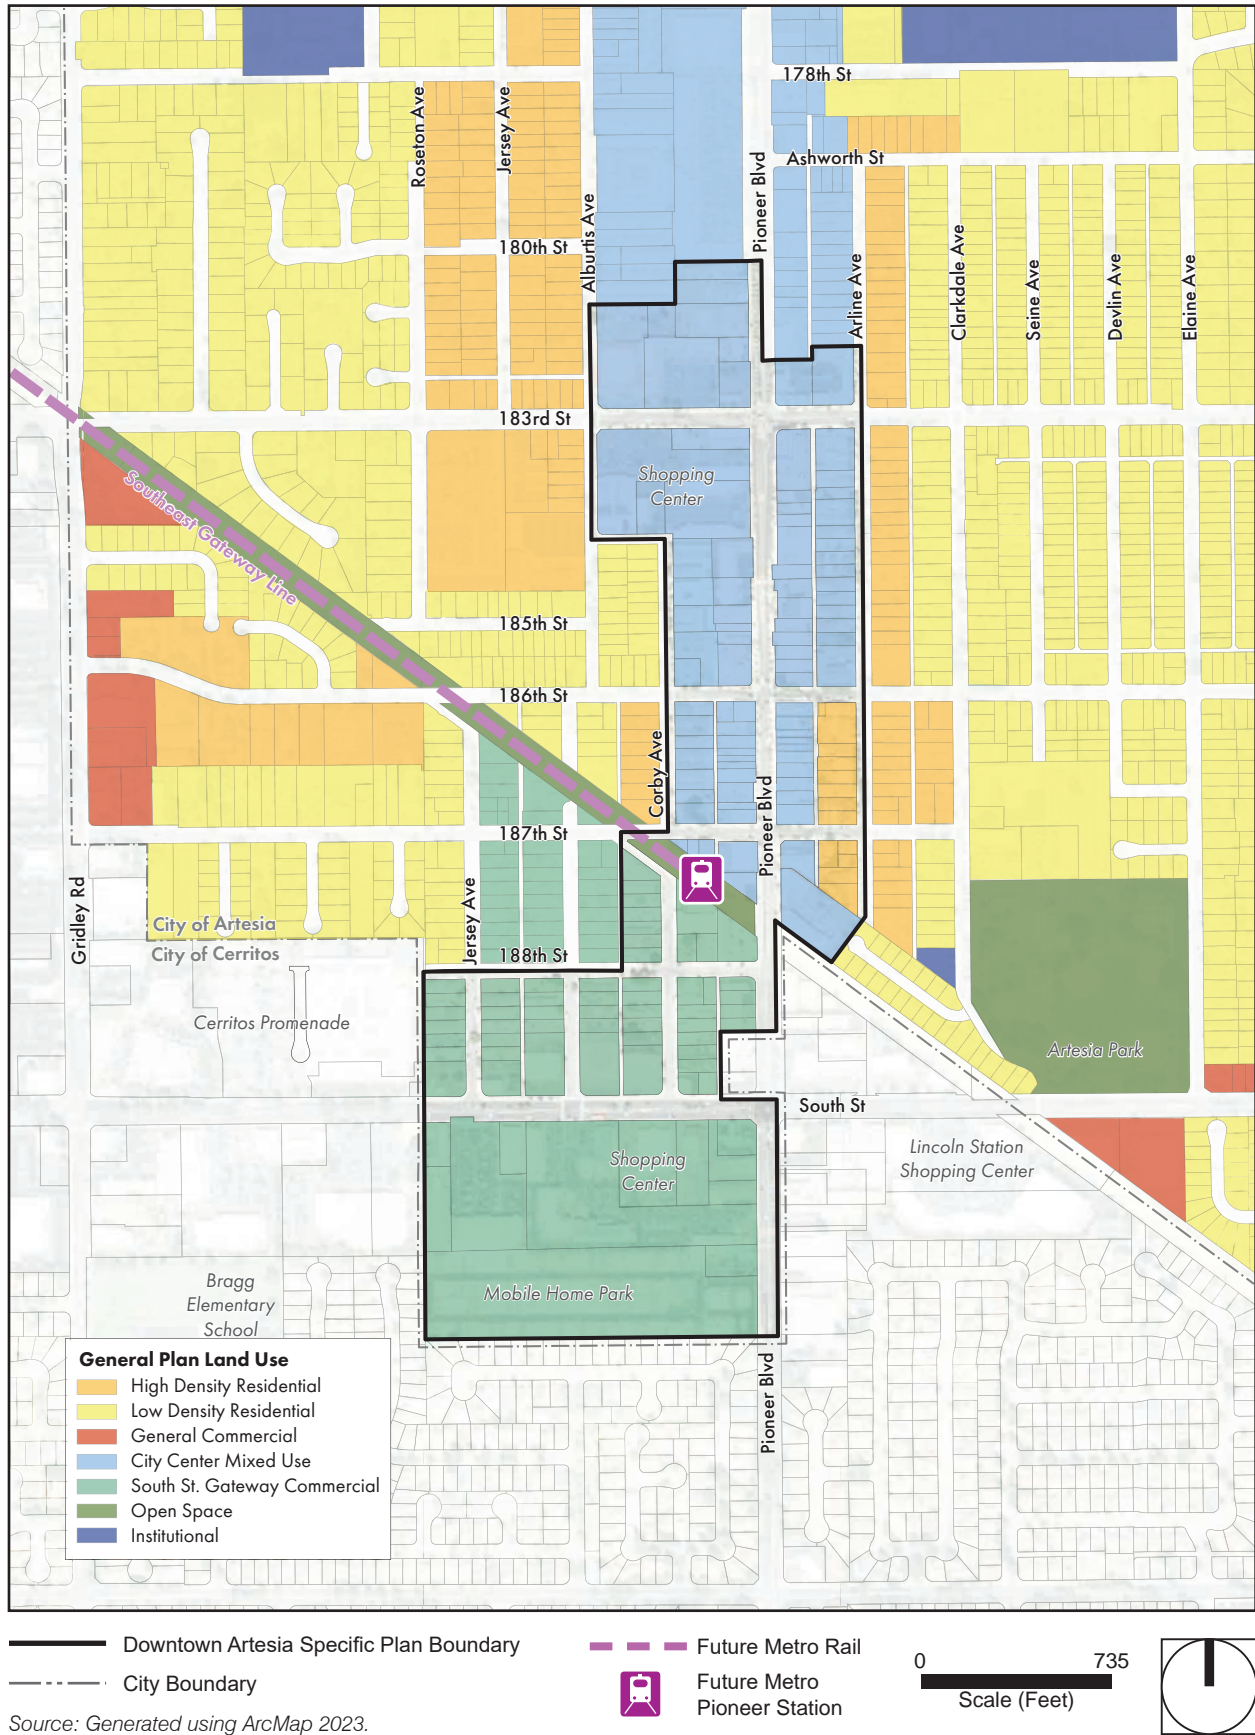 178th St
Ashworth St
Roseton Ave
Jersey Ave
Alburtis Ave
Pioneer Blvd
180th St
Arline Ave
Clarkdale Ave
Seine Ave
Devlin Ave
Elaine Ave
183rd St
Shopping
Center
Southeast Gateway Line
185th St
186th St
Corby Ave
Pioneer Blvd
187th St
Gridley Rd
Jersey Ave
City of Artesia
City of Cerritos
188th St
Cerritos Promenade
Artesia Park
South St
Shopping
Center
Lincoln Station
Shopping Center
Mobile Home Park
Bragg
Elementary
School
Pioneer Blvd
General Plan Land Use
High Density Residential
Low Density Residential
General Commercial
City Center Mixed Use
South St. Gateway Commercial
Open Space
Institutional
Downtown Artesia Specific Plan Boundary
City Boundary
Future Metro Rail
Future Metro
Pioneer Station
0 735
Scale (Feet)
Source: Generated using ArcMap 2023.